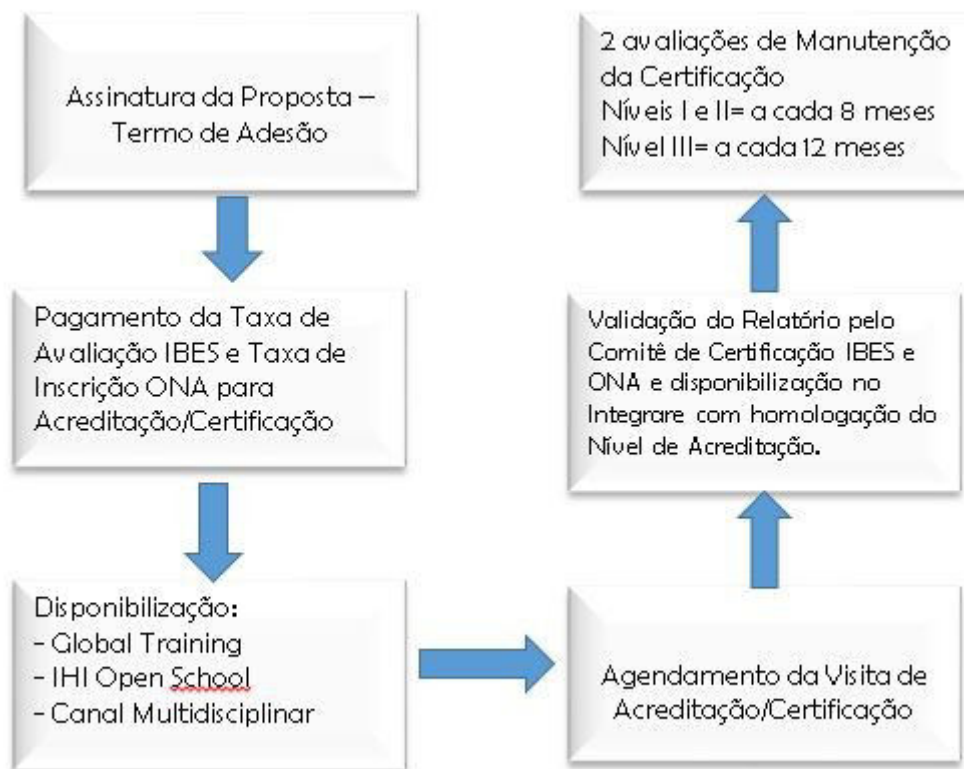 Assinatura da Proposta –
Termo de Adesão
Pagamento da Taxa de
Avaliação IBES e Taxa de
Inscrição ONA para
Acreditação/Certificação
Disponibilização:
- Global Training
- IHI Open School
- Canal Multidisciplinar
Agendamento da Visita de
Acreditação/Certificação
Validação do Relatório pelo
Comitê de Certificação IBES e
ONA e disponibilização no
Integrare com homologação do
Nível de Acreditação.
2 avaliações de Manutenção
da Certificação
Níveis I e II= a cada 8 meses
Nível III= a cada 12 meses